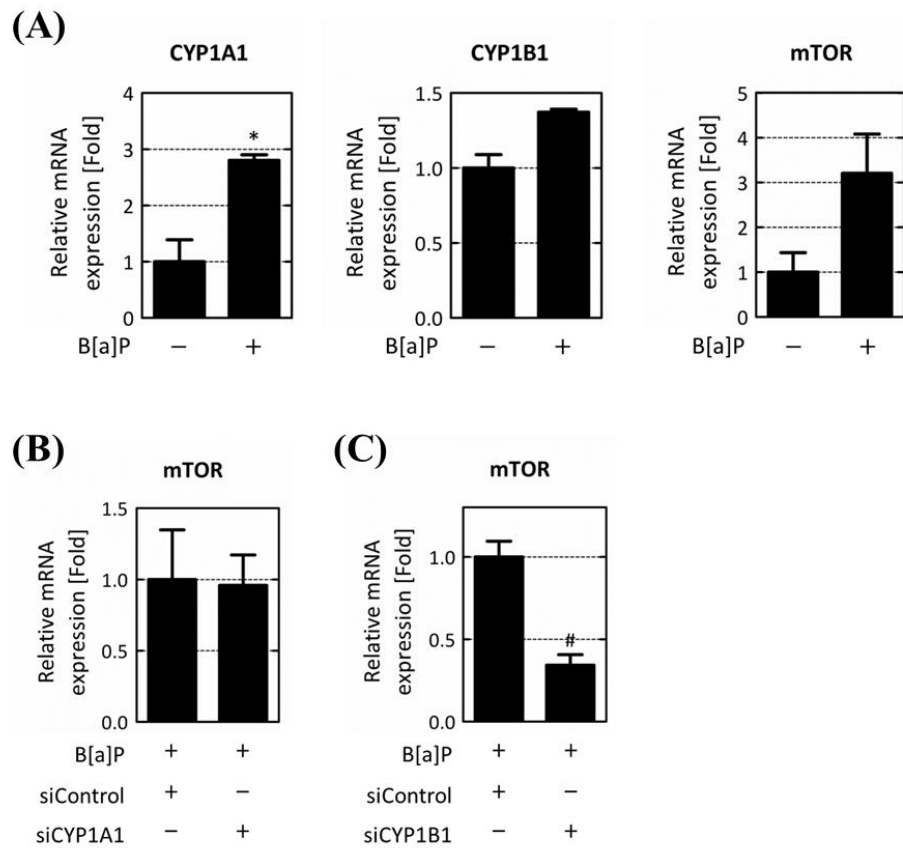 (A)
CYP1A1
Relative mRNA
expression [Fold]
4
3
2
1
0
*
B[a]P − +
CYP1B1
Relative mRNA
expression [Fold]
1.5
1.0
0.5
0.0
B[a]P − +
mTOR
Relative mRNA
expression [Fold]
5
4
3
2
1
0
B[a]P − +
(B)
mTOR
Relative mRNA
expression [Fold]
1.5
1.0
0.5
0.0
B[a]P + +
siControl + −
siCYP1A1 − +
(C)
mTOR
Relative mRNA
expression [Fold]
1.0
0.5
0.0
#
B[a]P + +
siControl + −
siCYP1B1 − +